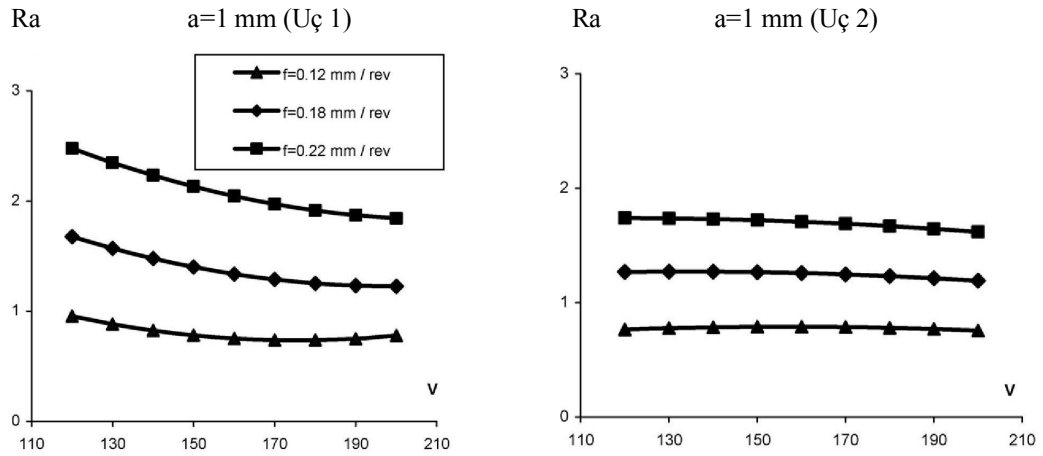 Ra a=1 mm (Uç 1)
f=0.12 mm / rev
f=0.18 mm / rev
f=0.22 mm / rev
3
2
1
0
V
110 130 150 170 190 210
Ra a=1 mm (Uç 2)
3
2
1
0
V
110 130 150 170 190 210